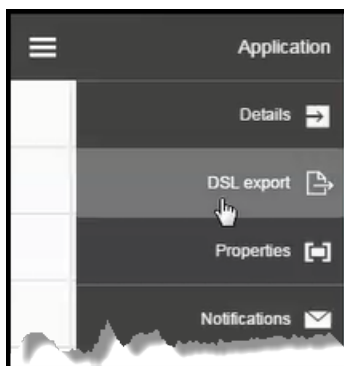 Application
Details
DSL export
Properties
Notifications